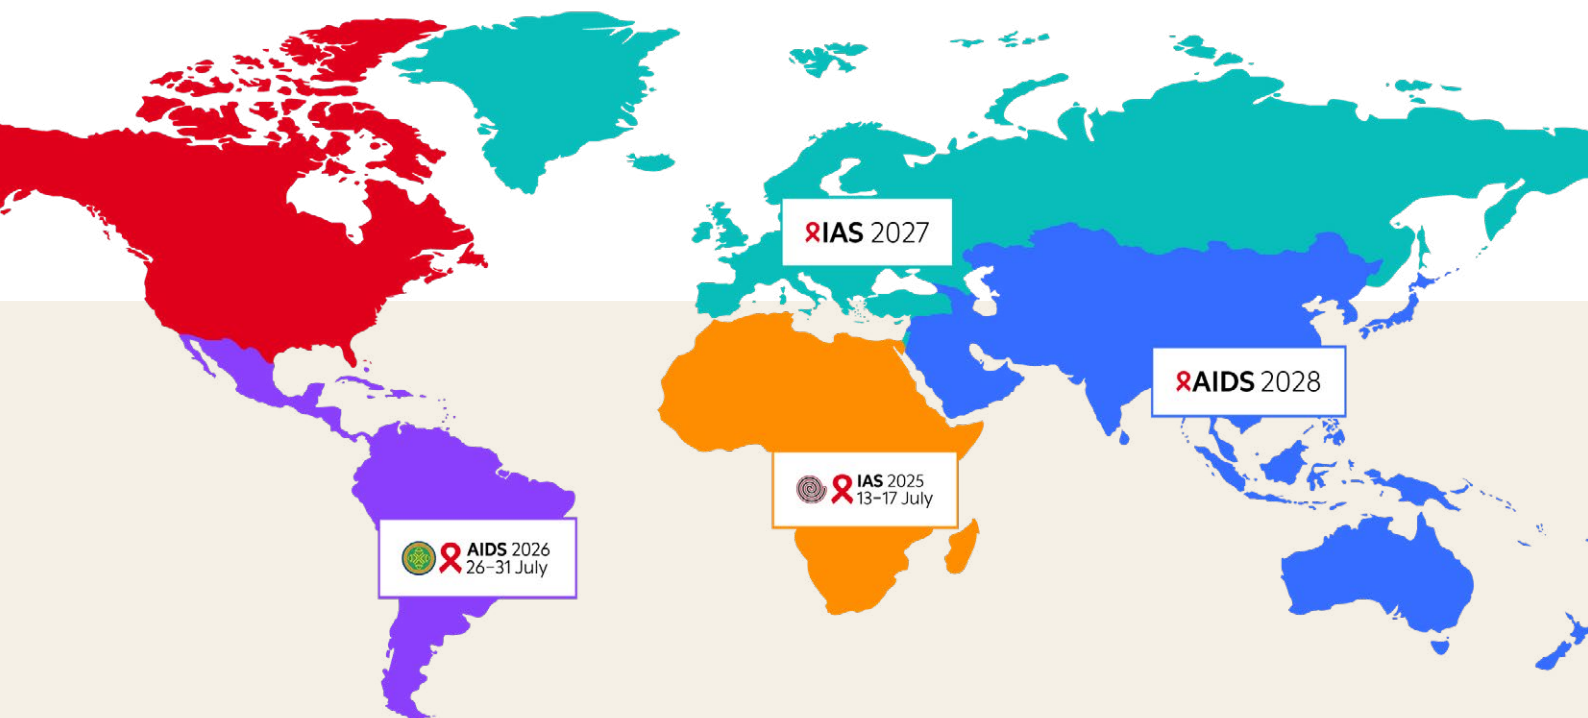 IAS 2027
AIDS 2028
IAS 2025
13–17 July
AIDS 2026
26–31 July